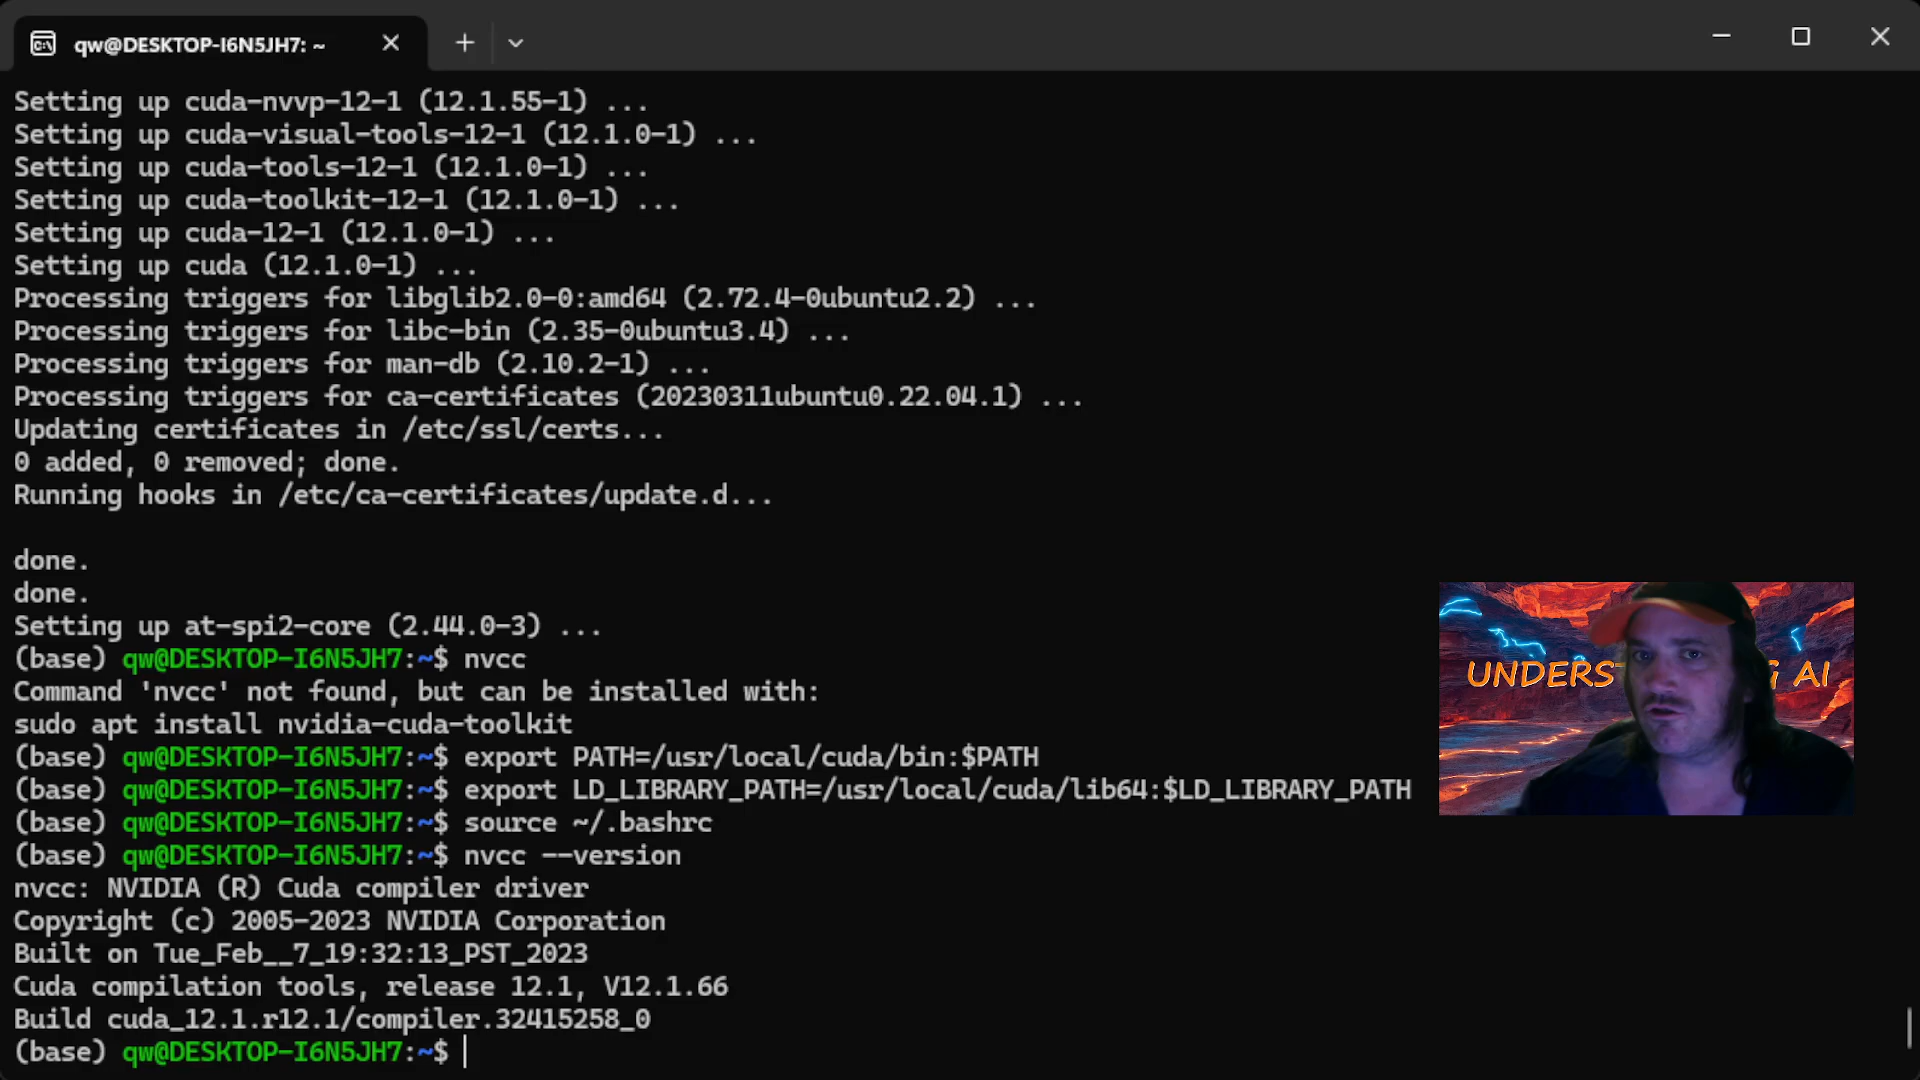 qw@DESKTOP-I6N5JH7: ~
Setting up cuda-nvvp-12-1 (12.1.55-1) ...
Setting up cuda-visual-tools-12-1 (12.1.0-1) ...
Setting up cuda-tools-12-1 (12.1.0-1) ...
Setting up cuda-toolkit-12-1 (12.1.0-1) ...
Setting up cuda-12-1 (12.1.0-1) ...
Setting up cuda (12.1.0-1) ...
Processing triggers for libglib2.0-0:amd64 (2.72.4-0ubuntu2.2) ...
Processing triggers for libc-bin (2.35-0ubuntu3.4) ...
Processing triggers for man-db (2.10.2-1) ...
Processing triggers for ca-certificates (20230311ubuntu0.22.04.1) ...
Updating certificates in /etc/ssl/certs...
0 added, 0 removed; done.
Running hooks in /etc/ca-certificates/update.d...
done.
done.
Setting up at-spi2-core (2.44.0-3) ...
(base) qw@DESKTOP-I6N5JH7:~$ nvcc
Command 'nvcc' not found, but can be installed with:
sudo apt install nvidia-cuda-toolkit
(base) qw@DESKTOP-I6N5JH7:~$ export PATH=/usr/local/cuda/bin:$PATH
(base) qw@DESKTOP-I6N5JH7:~$ export LD_LIBRARY_PATH=/usr/local/cuda/lib64:$LD_LIBRARY_PATH
(base) qw@DESKTOP-I6N5JH7:~$ source ~/.bashrc
(base) qw@DESKTOP-I6N5JH7:~$ nvcc --version
nvcc: NVIDIA (R) Cuda compiler driver
Copyright (c) 2005-2023 NVIDIA Corporation
Built on Tue_Feb__7_19:32:13_PST_2023
Cuda compilation tools, release 12.1, V12.1.66
Build cuda_12.1.r12.1/compiler.32415258_0
(base) qw@DESKTOP-I6N5JH7:~$
AI